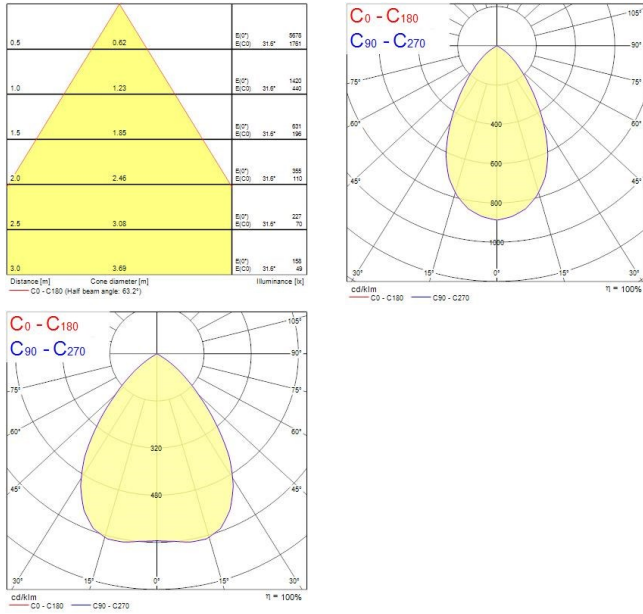 E(0°) 5678
0.5 0.62 E(C0) 31.6° 1761
E(0°) 1420
1.0 1.23 E(C0) 31.6° 440
E(0°) 631
1.5 1.85 E(C0) 31.6° 196
E(0°) 355
2.0 2.46 E(C0) 31.6° 110
E(0°) 227
2.5 3.08 E(C0) 31.6° 70
E(0°) 158
3.0 3.69 E(C0) 31.6° 49
Distance [m] Cone diameter [m] Illuminance [lx]
C0 - C180 (Half beam angle: 63.2°)
C0 - C180
C90 - C270
105°
90°
75° 75°
400
60° 60°
600
45° 800 45°
1000
30° 15° 0° 15° 30°
cd/klm η = 100%
C0 - C180 C90 - C270
C0 - C180
C90 - C270
105°
90°
75° 75°
60° 60°
320
45° 480 45°
30° 15° 0° 15° 30°
cd/klm η = 100%
C0 - C180 C90 - C270